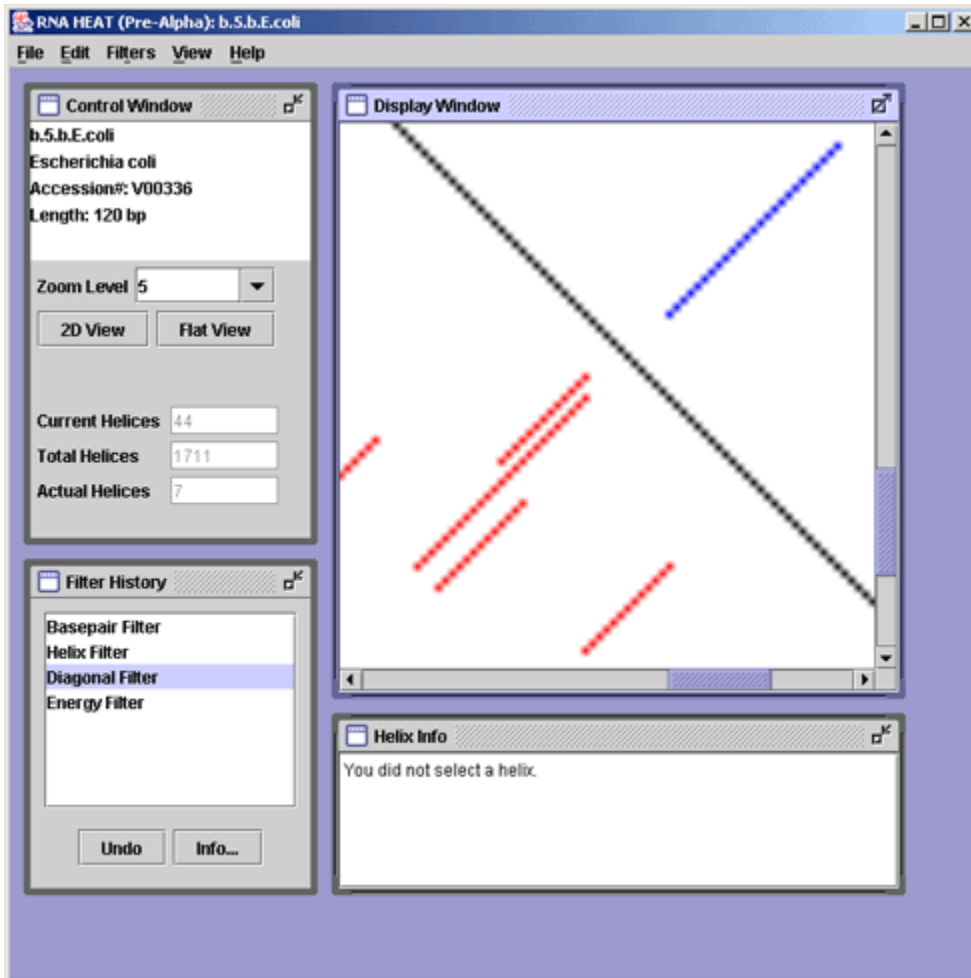 RNA HEAT (Pre-Alpha): b.5.b.E.coli
File Edit Filters View Help
Control Window
b.5.b.E.coli
Escherichia coli
Accession#: V00336
Length: 120 bp
Zoom Level 5
2D View Flat View
Current Helices 44
Total Helices 1711
Actual Helices 7
Filter History
Basepair Filter
Helix Filter
Diagonal Filter
Energy Filter
Undo Info...
Display Window
Helix Info
You did not select a helix.